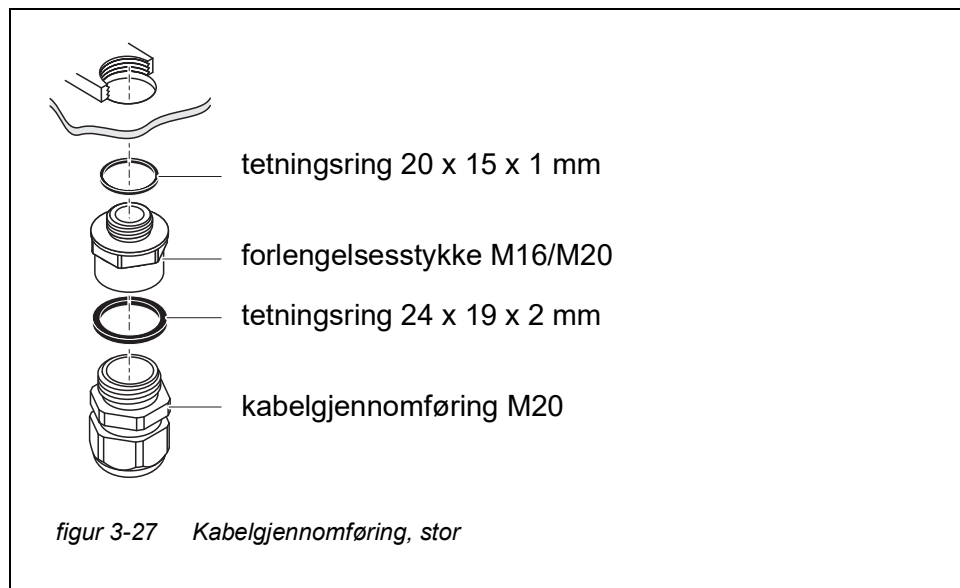 tetningsring 20 x 15 x 1 mm
forlengelsesstykke M16/M20
tetningsring 24 x 19 x 2 mm
kabelgjennomføring M20
figur 3-27 Kabelgjennomføring, stor